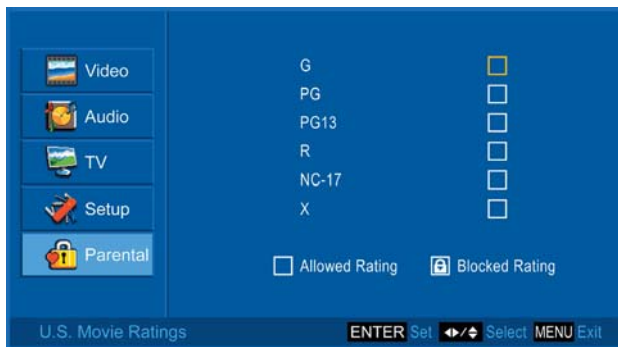 Video
Audio
TV
Setup
Parental
G
PG
PG13
R
NC-17
X
Allowed Rating Blocked Rating
U.S. Movie Ratings ENTER Set / Select MENU Exit